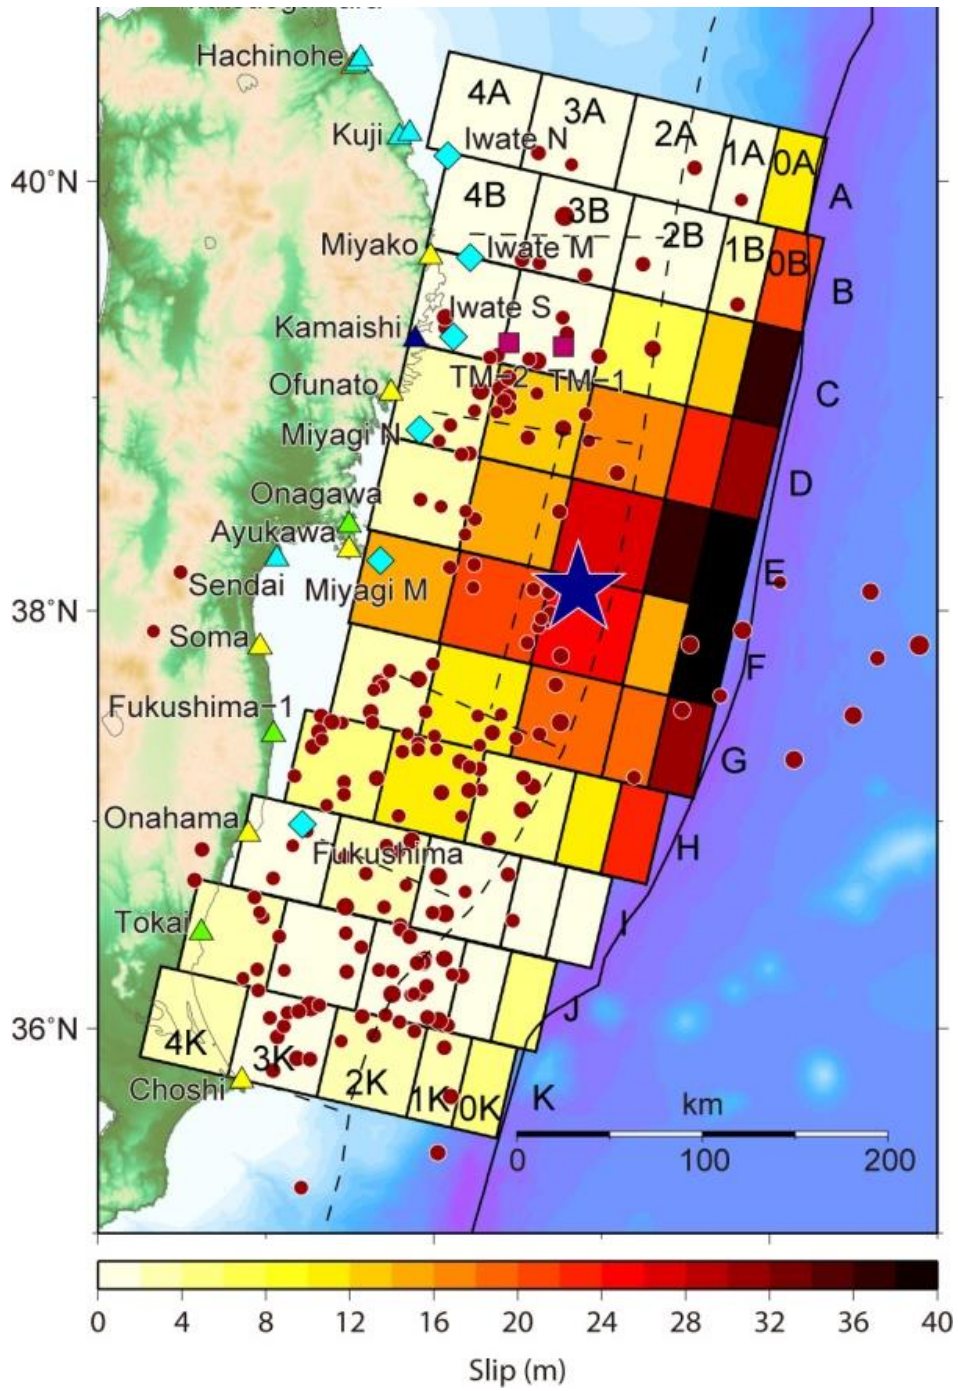 Hachinohe
4A
3A
2A
1A
0A
Kuji
Iwate N
40°N
A
4B
3B
2B
1B
0B
Miyako
Iwate M
B
Iwate S
Kamaishi
TM-2
TM-1
C
Ofunato
Miyagi N
D
Onagawa
Ayukawa
E
Sendai
Miyagi M
38°N
Soma
F
Fukushima-1
G
Onahama
Fukushima
H
Tokai
I
J
36°N
4K
3K
2K
1K
0K
K
Choshi
km
0
100
200
0
4
8
12
16
20
24
28
32
36
40
Slip (m)